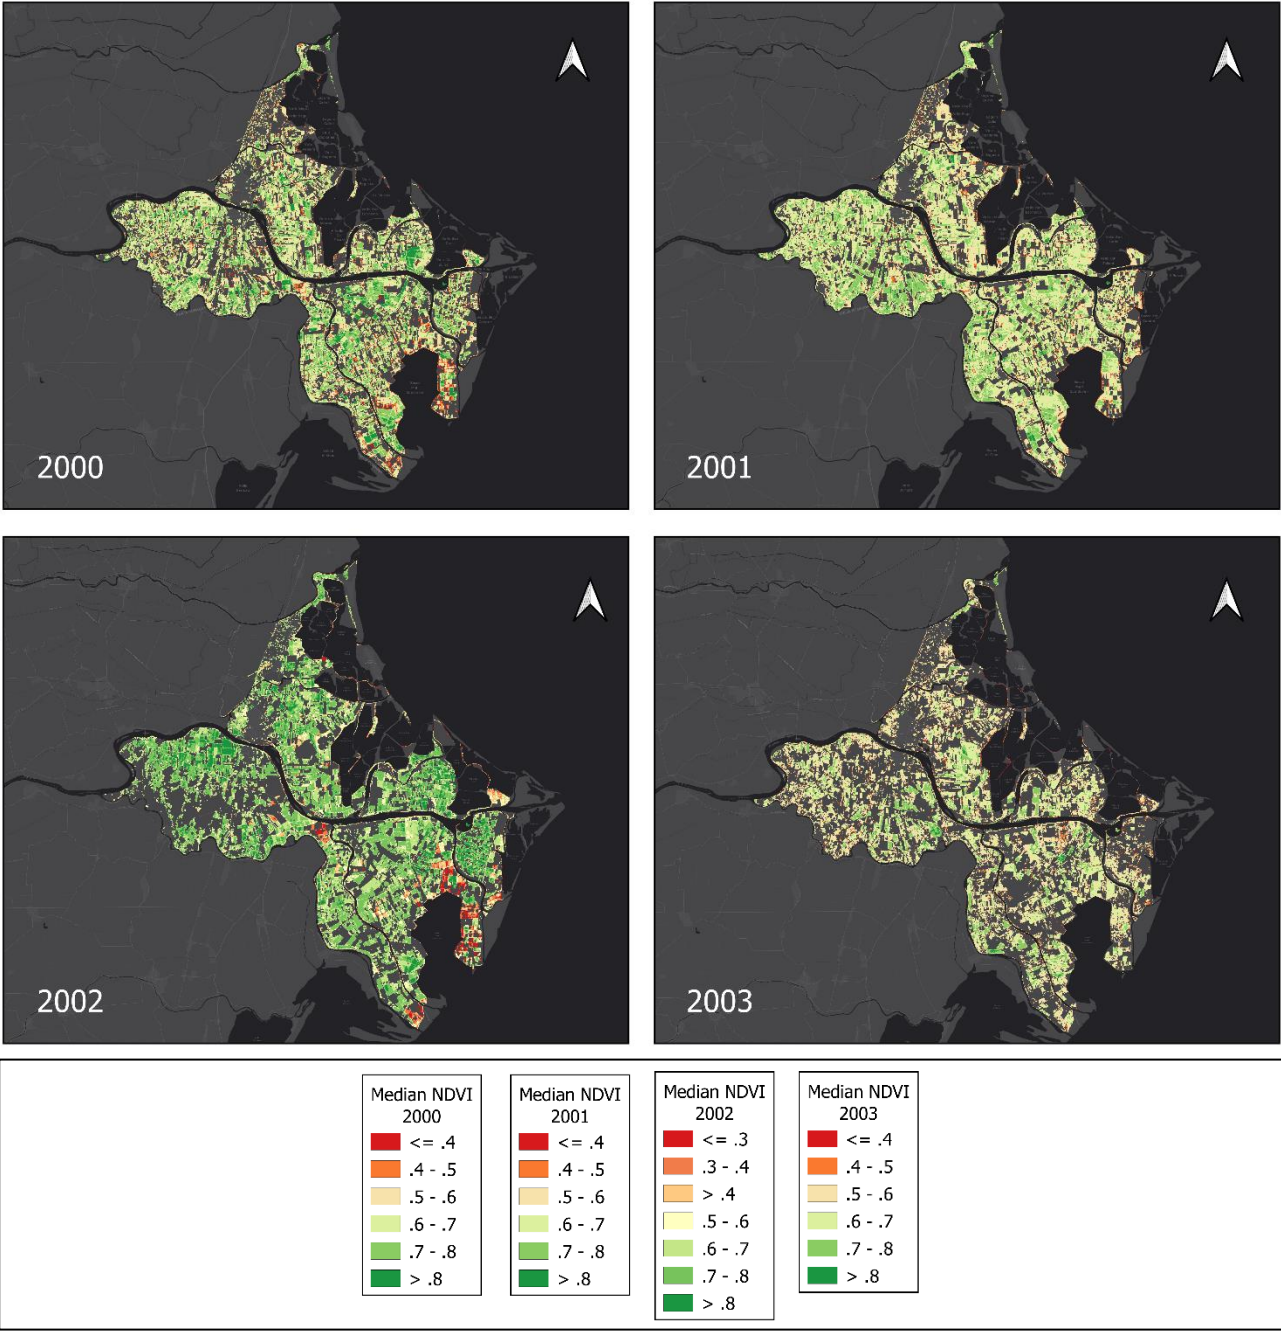 2000
2001
2002
2003
Median NDVI
2000
<= .4
.4 - .5
.5 - .6
.6 - .7
.7 - .8
> .8
Median NDVI
2001
<= .4
.4 - .5
.5 - .6
.6 - .7
.7 - .8
> .8
Median NDVI
2002
<= .3
.3 - .4
> .4
.5 - .6
.6 - .7
.7 - .8
> .8
Median NDVI
2003
<= .4
.4 - .5
.5 - .6
.6 - .7
.7 - .8
> .8